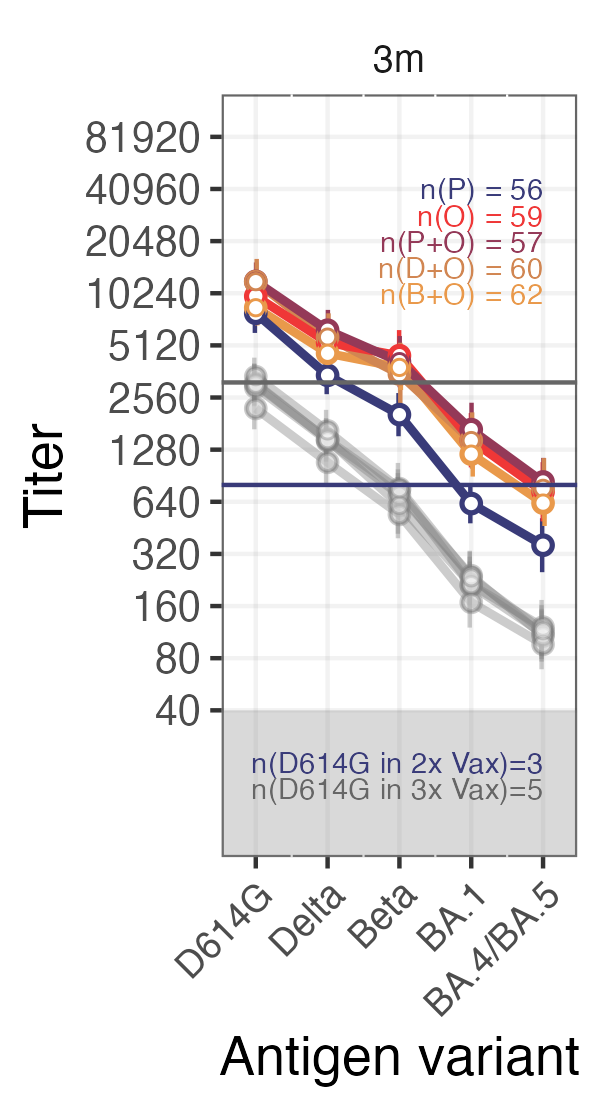 3m
81920
40960
20480
10240
5120
2560
1280
640
320
160
80
40
Titer
n(P) = 56
n(O) = 59
n(P+O) = 57
n(D+O) = 60
n(B+O) = 62
n(D614G in 2x Vax)=3
n(D614G in 3x Vax)=5
D614G
Delta
Beta
BA.1
BA.4/BA.5
Antigen variant